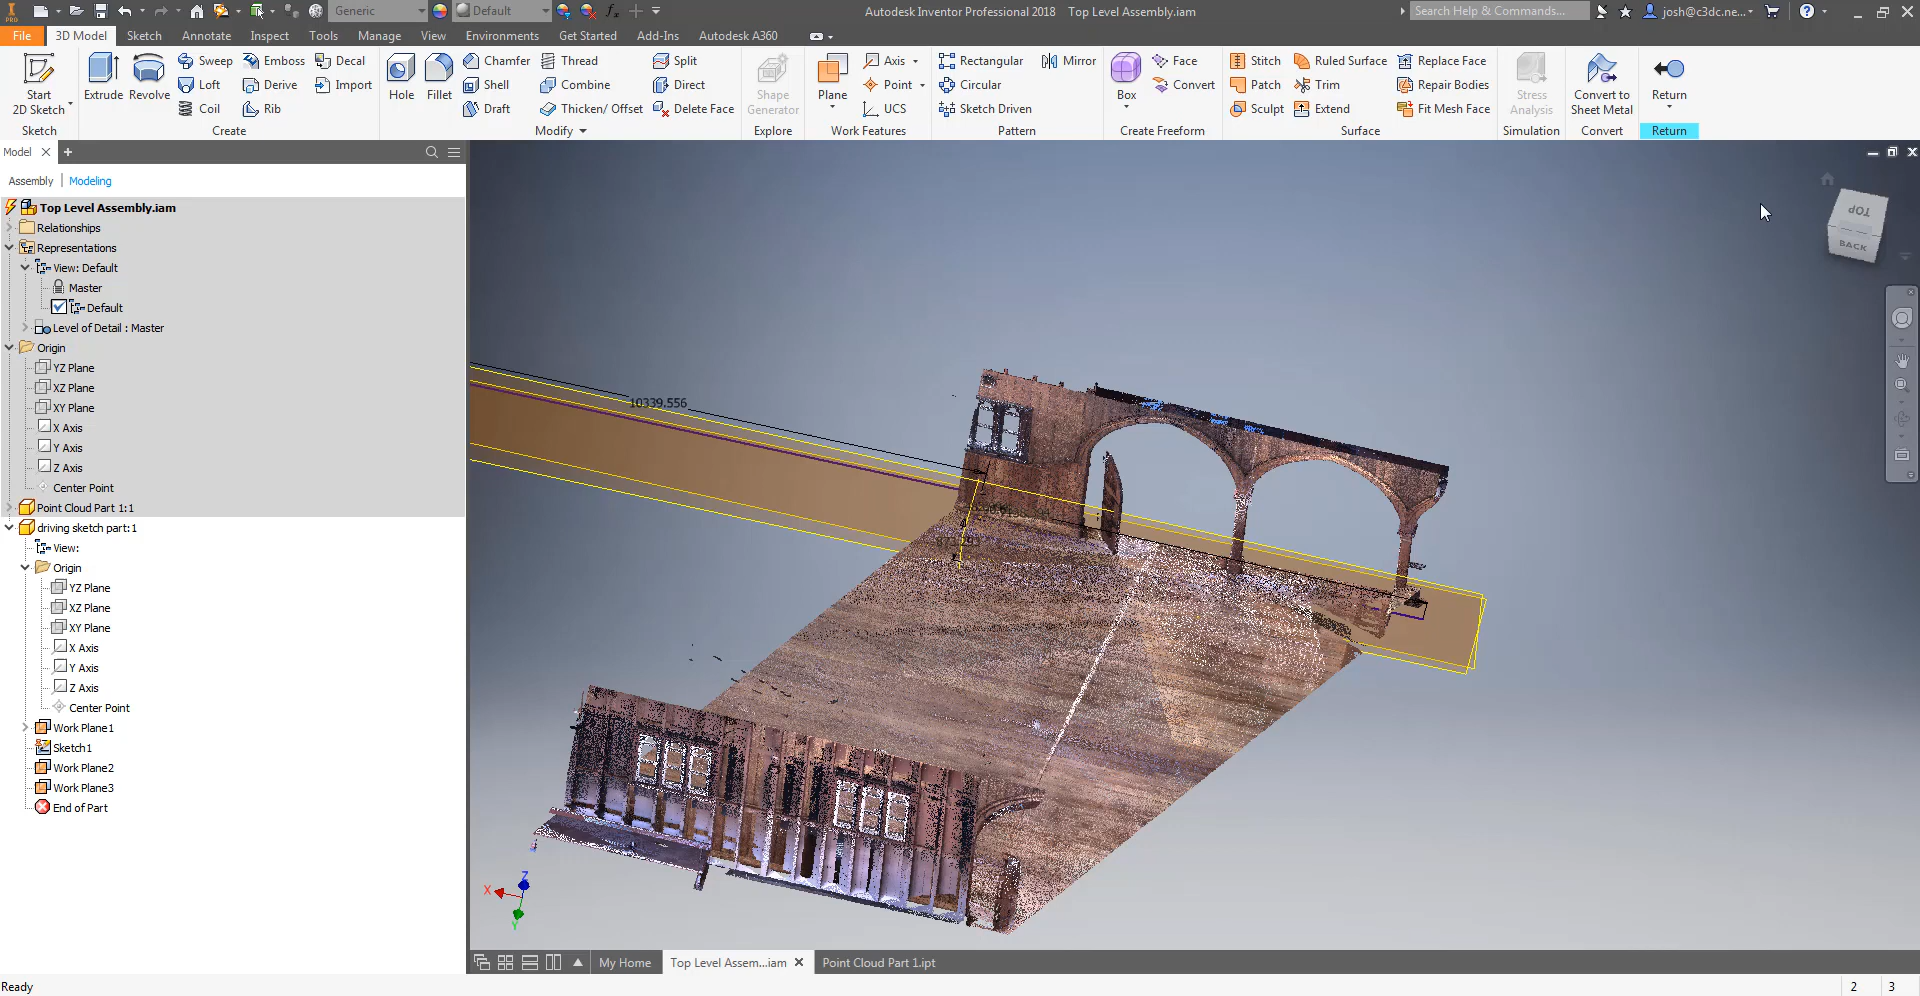 PRO
Generic
Default
Autodesk Inventor Professional 2018 Top Level Assembly.iam
Search Help & Commands...
josh@c3dc.ne...
File
3D Model
Sketch
Annotate
Inspect
Tools
Manage
View
Environments
Get Started
Add-Ins
Autodesk A360
Start
2D Sketch
Sketch
Extrude
Revolve
Sweep
Loft
Coil
Emboss
Derive
Rib
Decal
Import
Create
Hole
Fillet
Chamfer
Shell
Draft
Thread
Combine
Thicken/ Offset
Split
Direct
Delete Face
Modify
Shape
Generator
Explore
Plane
Axis
Point
UCS
Work Features
Rectangular
Circular
Sketch Driven
Mirror
Pattern
Box
Face
Convert
Create Freeform
Stitch
Patch
Sculpt
Ruled Surface
Trim
Extend
Replace Face
Repair Bodies
Fit Mesh Face
Surface
Stress
Analysis
Simulation
Convert to
Sheet Metal
Convert
Return
Return
Model
Assembly
Modeling
Top Level Assembly.iam
Relationships
Representations
View: Default
Master
Default
Level of Detail : Master
Origin
YZ Plane
XZ Plane
XY Plane
X Axis
Y Axis
Z Axis
Center Point
Point Cloud Part 1:1
driving sketch part:1
View:
Origin
YZ Plane
XZ Plane
XY Plane
X Axis
Y Axis
Z Axis
Center Point
Work Plane1
Sketch1
Work Plane2
Work Plane3
End of Part
10339.556
TOP
BACK
Z
X
Y
My Home
Top Level Assem...iam
Point Cloud Part 1.ipt
Ready
2 3